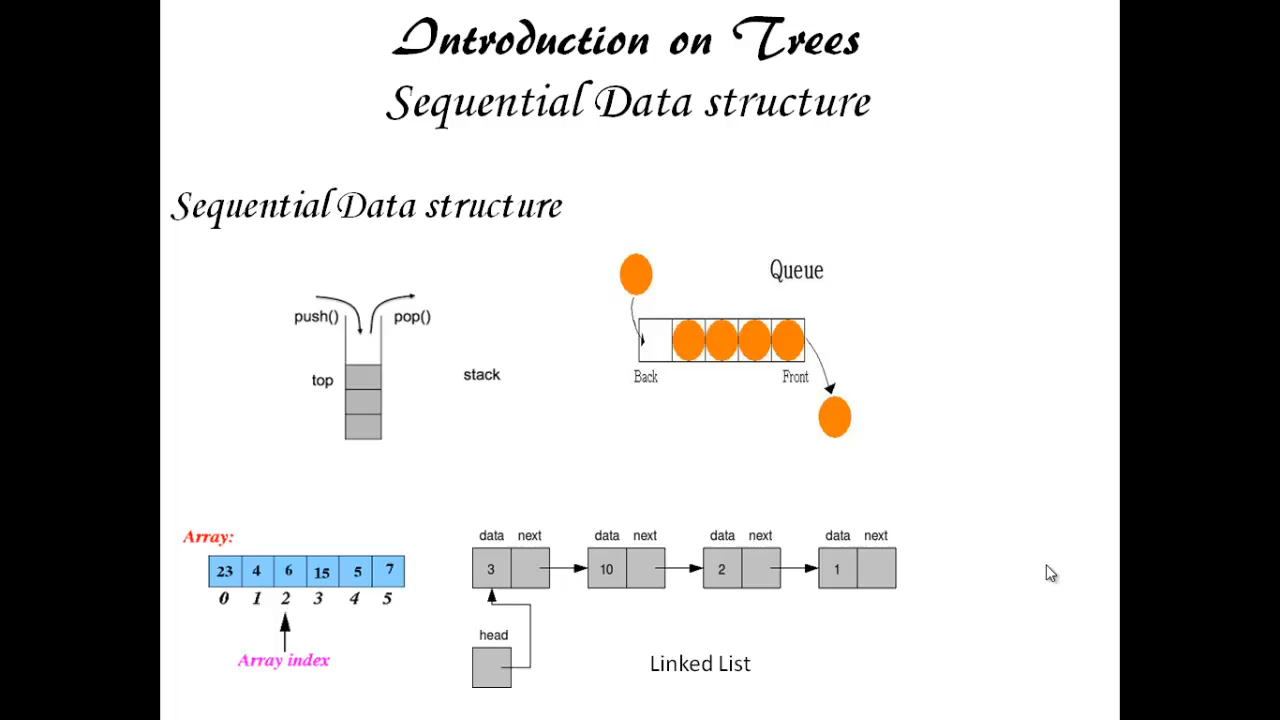 Introduction on Trees
Sequential Data structure
Sequential Data structure
Queue
push() pop()
top
stack
Back Front
Array:
23 4 6 15 5 7
0 1 2 3 4 5
Array index
data next data next data next data next
3 10 2 1
head
Linked List